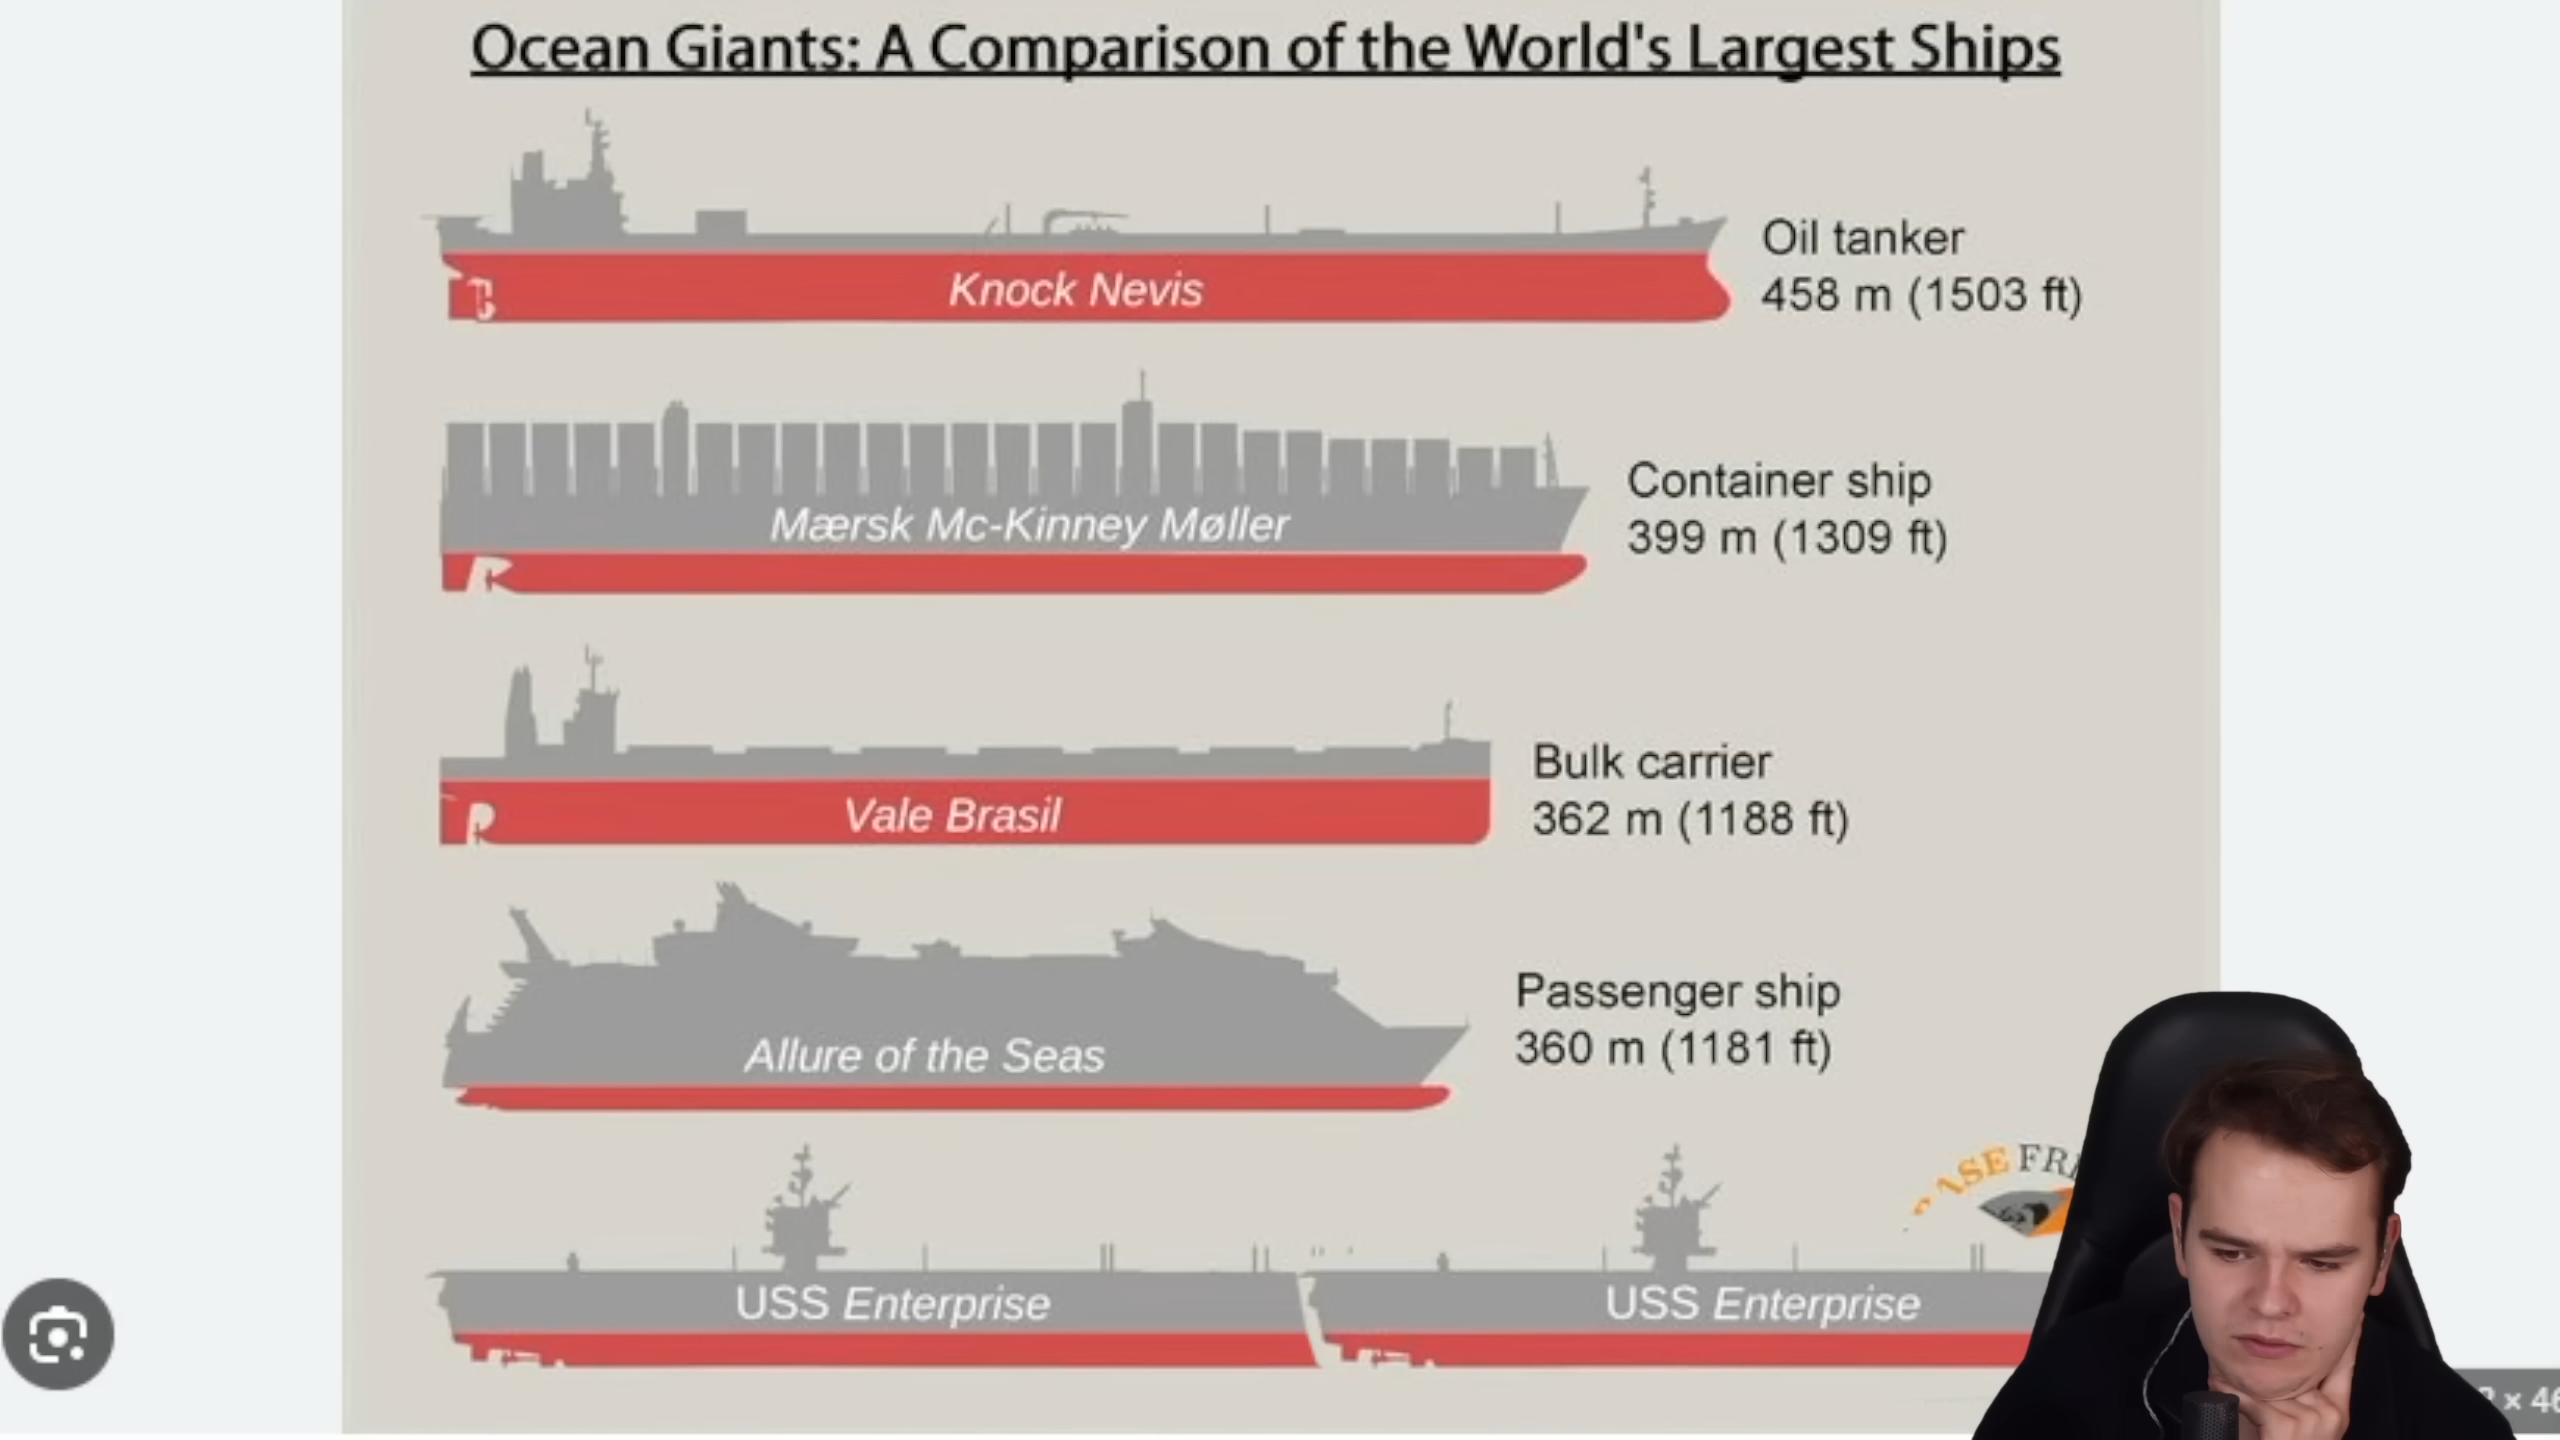 Ocean Giants: A Comparison of the World's Largest Ships
Knock Nevis
Oil tanker
458 m (1503 ft)
Mærsk Mc-Kinney Møller
Container ship
399 m (1309 ft)
Vale Brasil
Bulk carrier
362 m (1188 ft)
Allure of the Seas
Passenger ship
360 m (1181 ft)
USS Enterprise
USS Enterprise